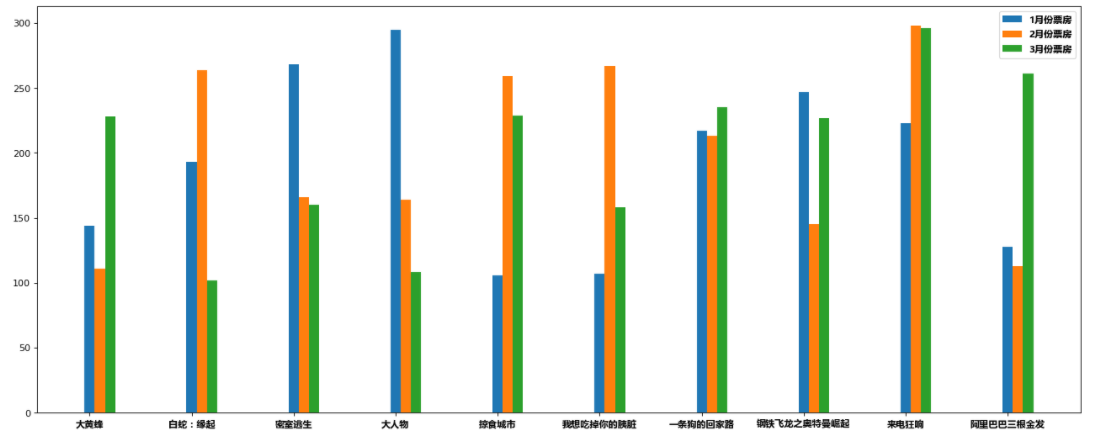 300
250
200
150
100
50
0
1月份票房
2月份票房
3月份票房
大黄蜂
白蛇：缘起
密室逃生
大人物
掠食城市
我想吃掉你的胰脏
一条狗的回家路
钢铁飞龙之奥特曼崛起
来电狂响
阿里巴巴三根金发